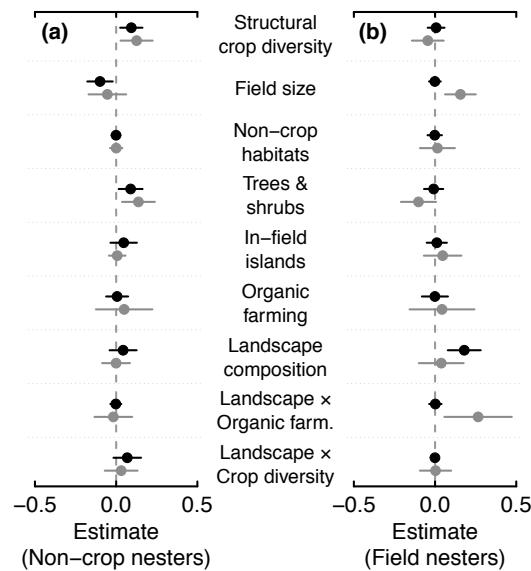 (a)
(b)
Structural
crop diversity
Field size
Non−crop
habitats
Trees &
shrubs
In−field
islands
Organic
farming
Landscape
composition
Landscape ×
Organic farm.
Landscape ×
Crop diversity
−0.5 0.0 0.5
−0.5 0.0 0.5
Estimate
(Non−crop nesters)
Estimate
(Field nesters)